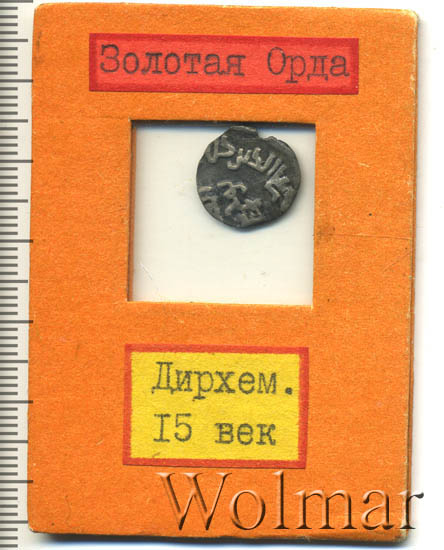 Золотая Орда
Дирхем.
15 век
Wolmar